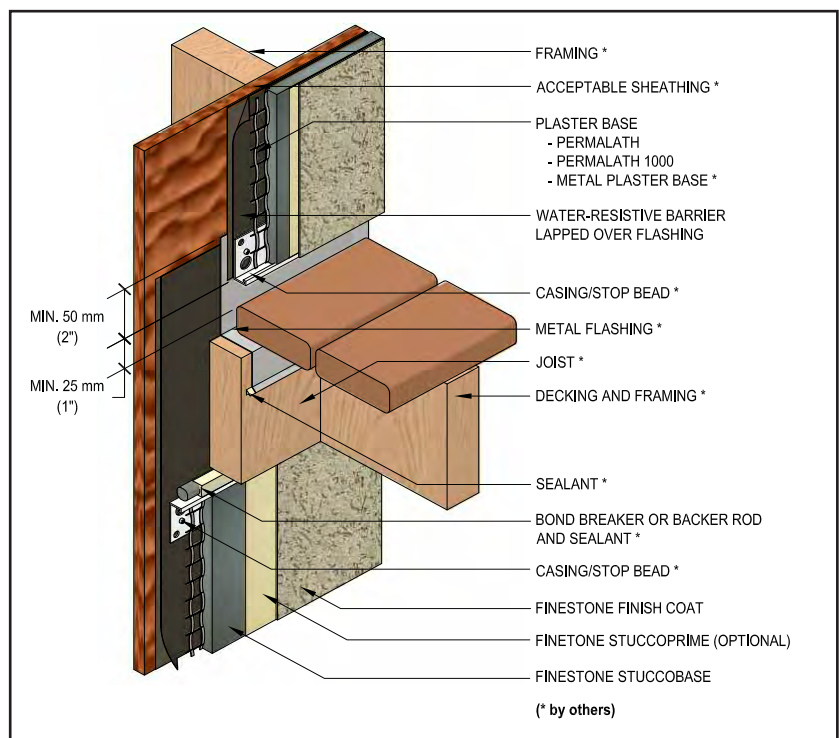 FRAMING *
ACCEPTABLE SHEATHING *
PLASTER BASE
- PERMALATH
- PERMALATH 1000
- METAL PLASTER BASE *
WATER-RESISTIVE BARRIER
LAPPED OVER FLASHING
CASING/STOP BEAD *
METAL FLASHING *
JOIST *
DECKING AND FRAMING *
MIN. 50 mm
(2")
MIN. 25 mm
(1")
SEALANT *
BOND BREAKER OR BACKER ROD
AND SEALANT *
CASING/STOP BEAD *
FINESTONE FINISH COAT
FINETONE STUCCOPRIME (OPTIONAL)
FINESTONE STUCCOBASE
(* by others)